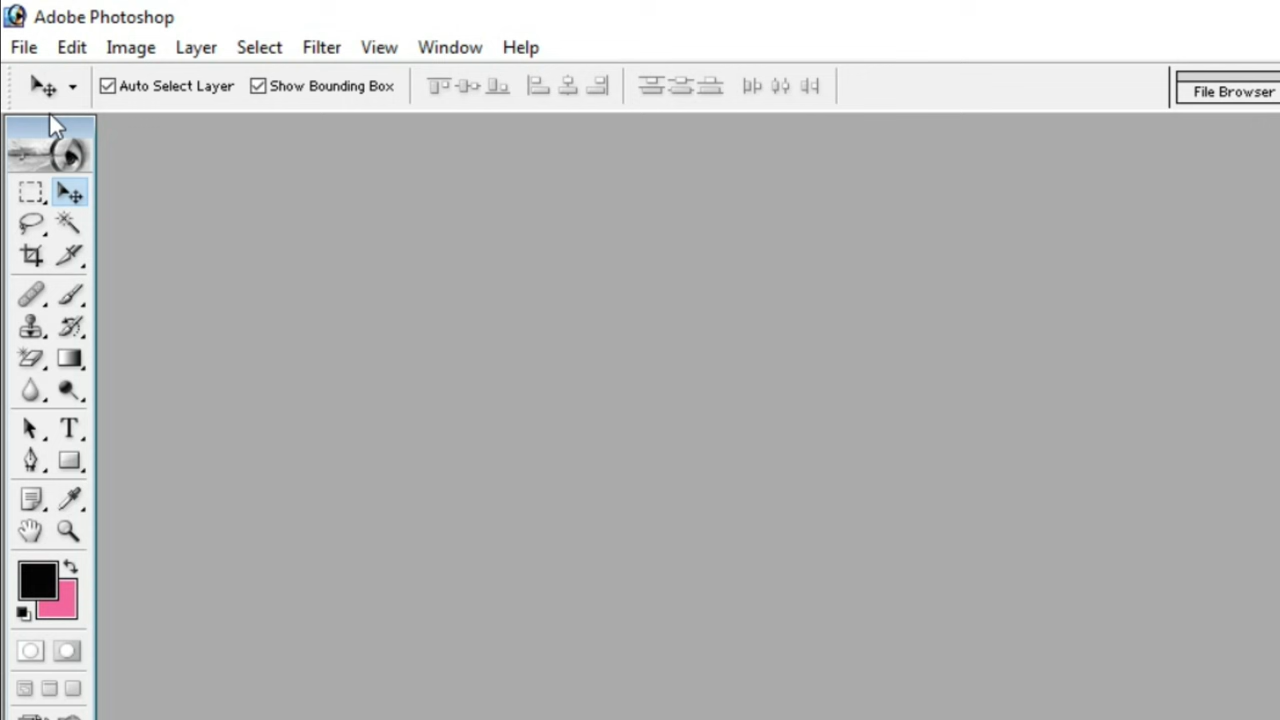 Adobe Photoshop
File Edit Image Layer Select Filter View Window Help
Auto Select Layer Show Bounding Box File Browser
T